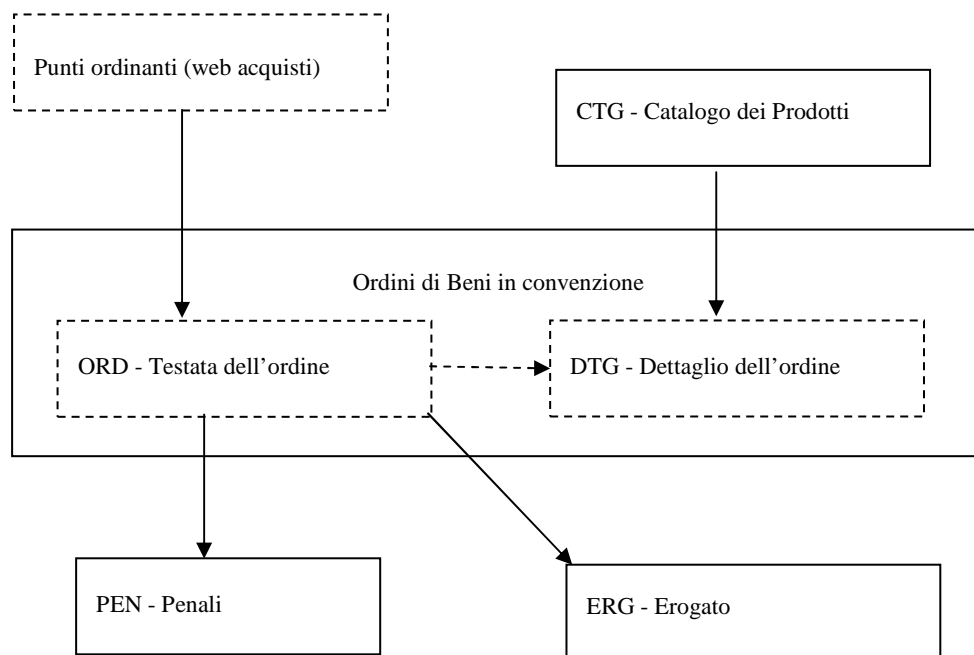 Punti ordinanti (web acquisti)
CTG - Catalogo dei Prodotti
Ordini di Beni in convenzione
ORD - Testata dell’ordine
DTG - Dettaglio dell’ordine
PEN - Penali
ERG - Erogato